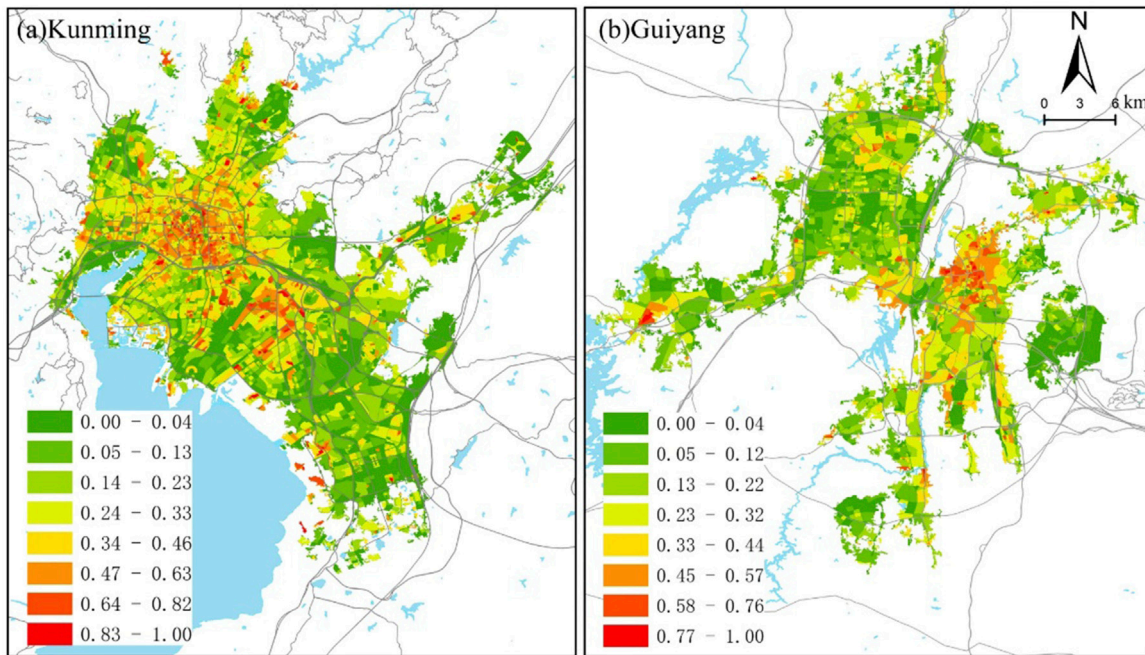 (a)Kunming
(b)Guiyang
N
0 3 6 km
0.00 - 0.04
0.05 - 0.13
0.14 - 0.23
0.24 - 0.33
0.34 - 0.46
0.47 - 0.63
0.64 - 0.82
0.83 - 1.00
0.00 - 0.04
0.05 - 0.12
0.13 - 0.22
0.23 - 0.32
0.33 - 0.44
0.45 - 0.57
0.58 - 0.76
0.77 - 1.00